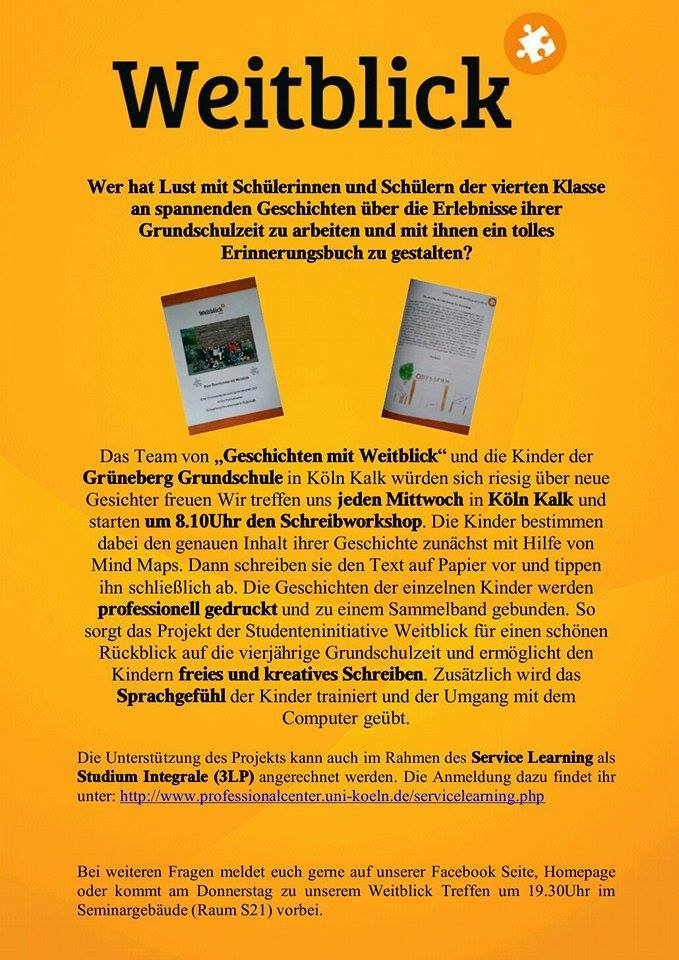 Weitblick
Wer hat Lust mit Schülerinnen und Schülern der vierten Klasse
an spannenden Geschichten über die Erlebnisse ihrer
Grundschulzeit zu arbeiten und mit ihnen ein tolles
Erinnerungsbuch zu gestalten?
Weitblick
Das Team von „Geschichten mit Weitblick“ und die Kinder der
Grüneberg Grundschule in Köln Kalk würden sich riesig über neue
Gesichter freuen Wir treffen uns jeden Mittwoch in Köln Kalk und
starten um 8.10Uhr den Schreibworkshop. Die Kinder bestimmen
dabei den genauen Inhalt ihrer Geschichte zunächst mit Hilfe von
Mind Maps. Dann schreiben sie den Text auf Papier vor und tippen
ihn schließlich ab. Die Geschichten der einzelnen Kinder werden
professionell gedruckt und zu einem Sammelband gebunden. So
sorgt das Projekt der Studenteninitiative Weitblick für einen schönen
Rückblick auf die vierjährige Grundschulzeit und ermöglicht den
Kindern freies und kreatives Schreiben. Zusätzlich wird das
Sprachgefühl der Kinder trainiert und der Umgang mit dem
Computer geübt.
Die Unterstützung des Projekts kann auch im Rahmen des Service Learning als
Studium Integrale (3LP) angerechnet werden. Die Anmeldung dazu findet ihr
unter: http://www.professionalcenter.uni-koeln.de/servicelearning.php
Bei weiteren Fragen meldet euch gerne auf unserer Facebook Seite, Homepage
oder kommt am Donnerstag zu unserem Weitblick Treffen um 19.30Uhr im
Seminargebäude (Raum S21) vorbei.